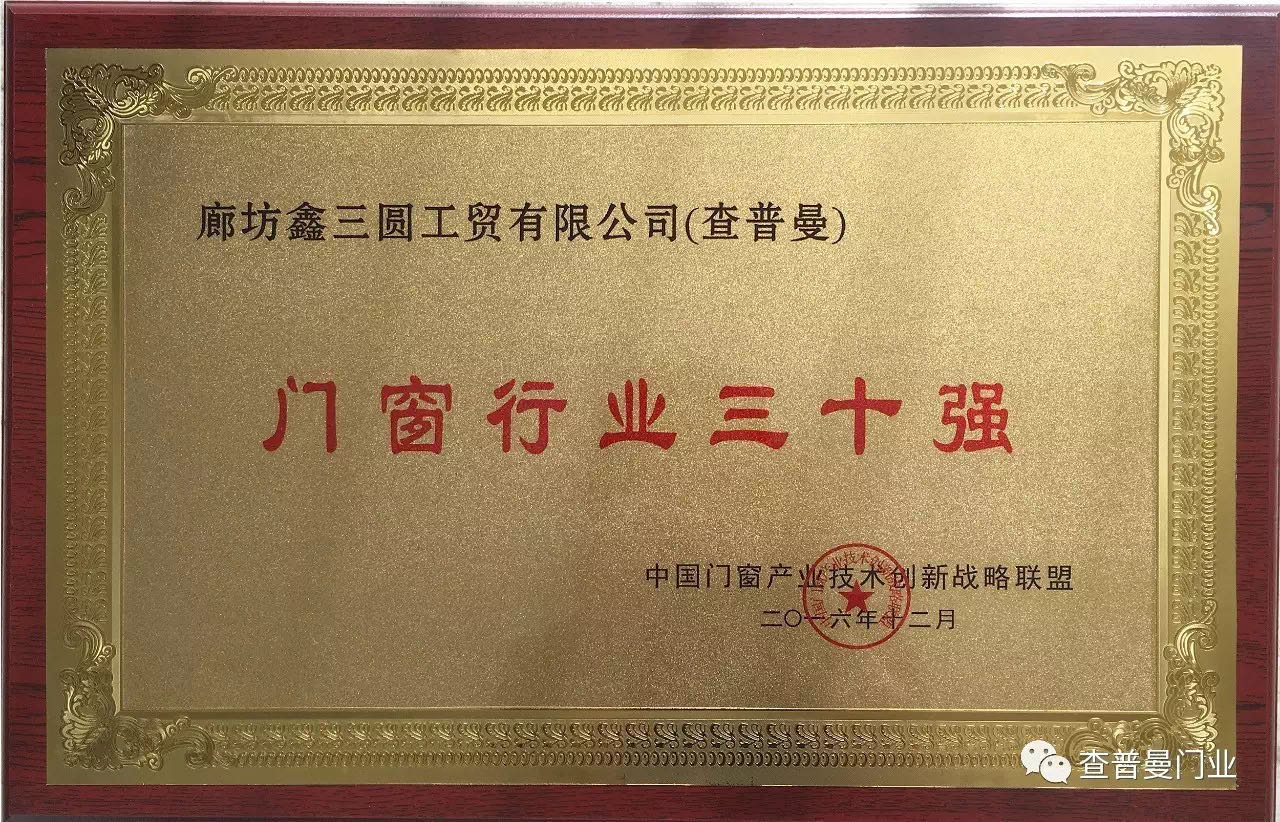 廊坊鑫三圆工贸有限公司(查普曼)
门窗行业三十强
中国门窗产业技术创新战略联盟
二〇一六年十二月
查普曼门业